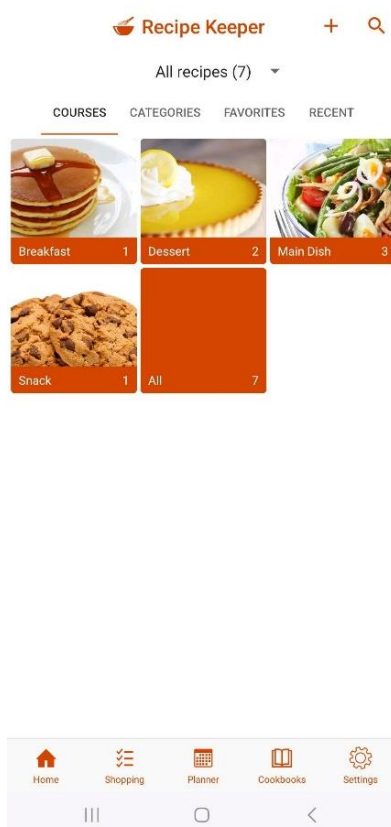 Recipe Keeper
All recipes (7)
COURSES CATEGORIES FAVORITES RECENT
Breakfast 1 Dessert 2 Main Dish 3
Snack 1 All 7
Home Shopping Planner Cookbooks Settings